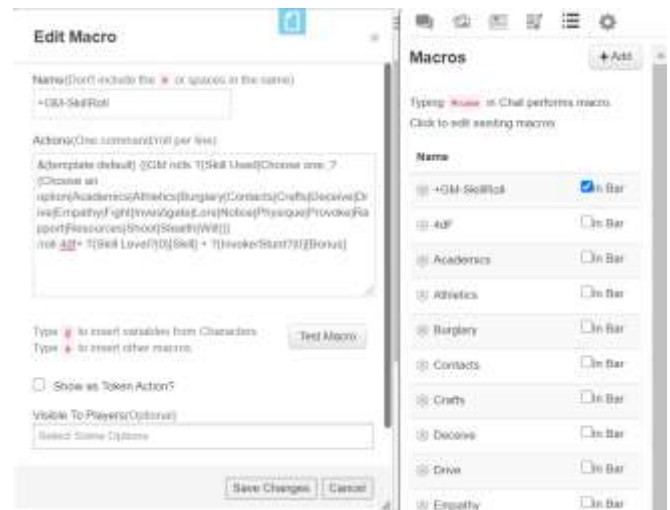 Edit Macro
×
Name(Don't include the # or spaces in the name)
+GM-SkillRoll
Actions(One command/roll per line)
&{template:default} {{GM rolls ?{Skill Used|Choose one: ?
{Choose an
option|Academics|Athletics|Burglary|Contacts|Crafts|Deceive|Dr
ive|Empathy|Fight|Investigate|Lore|Notice|Physique|Provoke|Ra
pport|Resources|Shoot|Stealth|Will}}}
/roll 4df+ ?{Skill Level?|0}[Skill] + ?{Invoke/Stunt?|0}[Bonus]
Type @ to insert variables from Characters
Type # to insert other macros.
Test Macro
Show as Token Action?
Visible To Players(Optional)
Select Some Options
Save Changes
Cancel
Macros
+Add
Typing #name in Chat performs macro.
Click to edit existing macros
Name
+GM-SkillRoll
In Bar
4dF
In Bar
Academics
In Bar
Athletics
In Bar
Burglary
In Bar
Contacts
In Bar
Crafts
In Bar
Deceive
In Bar
Drive
In Bar
Empathy
In Bar